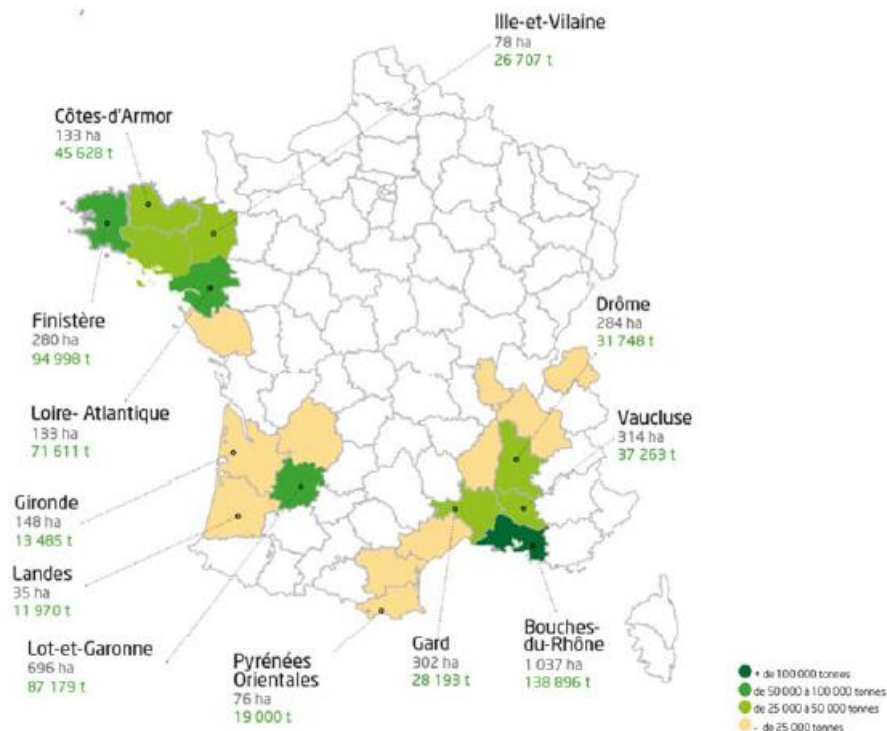 Ille-et-Vilaine
78 ha
26 707 t
Côtes-d'Armor
133 ha
45 628 t
Finistère
280 ha
94 998 t
Drôme
284 ha
31 748 t
Loire- Atlantique
133 ha
71 611 t
Vaucluse
314 ha
37 263 t
Gironde
148 ha
13 485 t
Landes
35 ha
11 970 t
Lot-et-Garonne
696 ha
87 179 t
Pyrénées
Orientales
76 ha
19 000 t
Gard
302 ha
28 193 t
Bouches-
du-Rhône
1 037 ha
138 896 t
+ de 100 000 tonnes
de 50 000 à 100 000 tonnes
de 25 000 à 50 000 tonnes
- de 25 000 tonnes